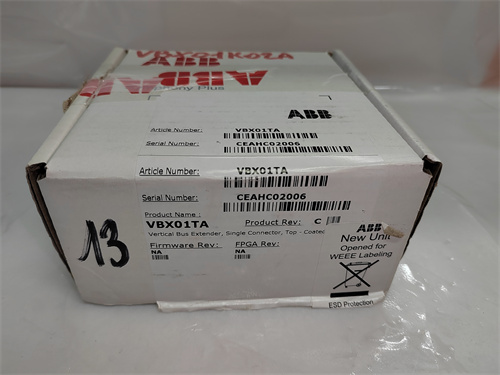 ABB
ABB
ABB
Article Number:
VBX01TA
Serial Number:
CEAHC02006
Article Number:
VBX01TA
Serial Number:
CEAHC02006
Product Name :
VBX01TA
Product Rev: C
Vertical Bus Extender, Single Connector, Top - Coated
Firmware Rev:
FPGA Rev:
NA
NA
13
ABB
New Unit
Opened for
WEEE Labeling
ESD Protection